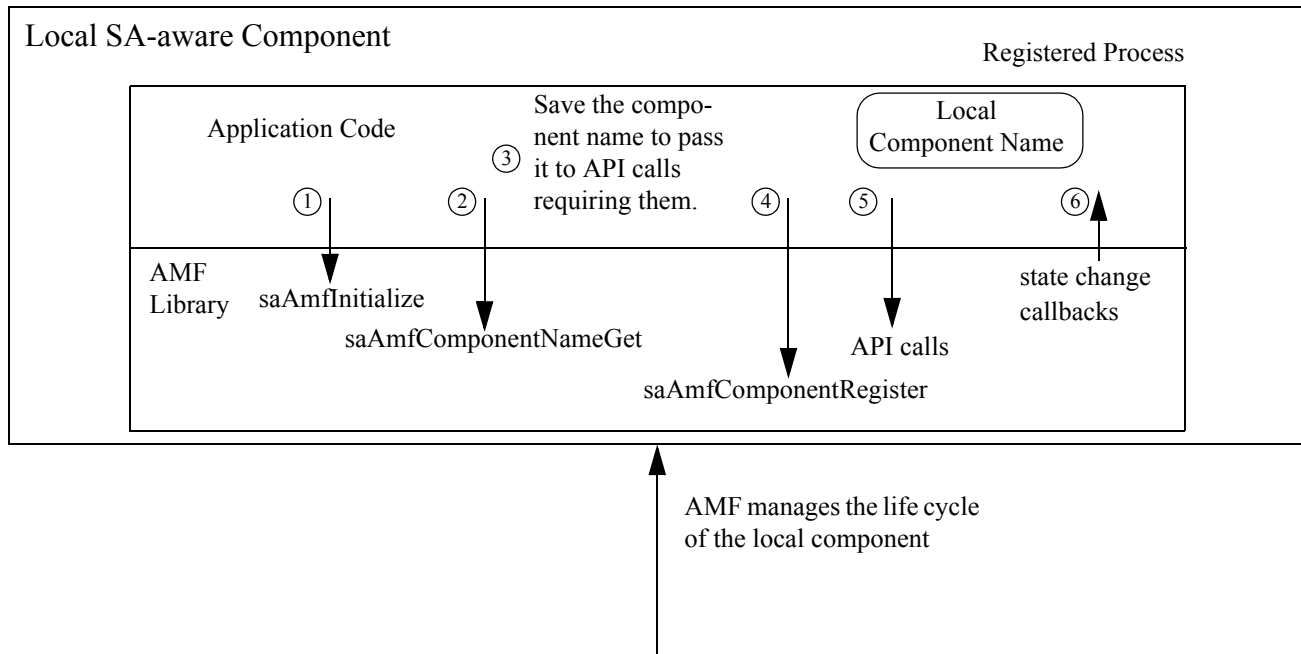 Local SA-aware Component
Registered Process
Application Code
3
Save the compo-
nent name to pass
it to API calls
requiring them.
Local
Component Name
1
2
4
5
6
AMF
Library
saAmfInitialize
saAmfComponentNameGet
saAmfComponentRegister
API calls
state change
callbacks
AMF manages the life cycle
of the local component